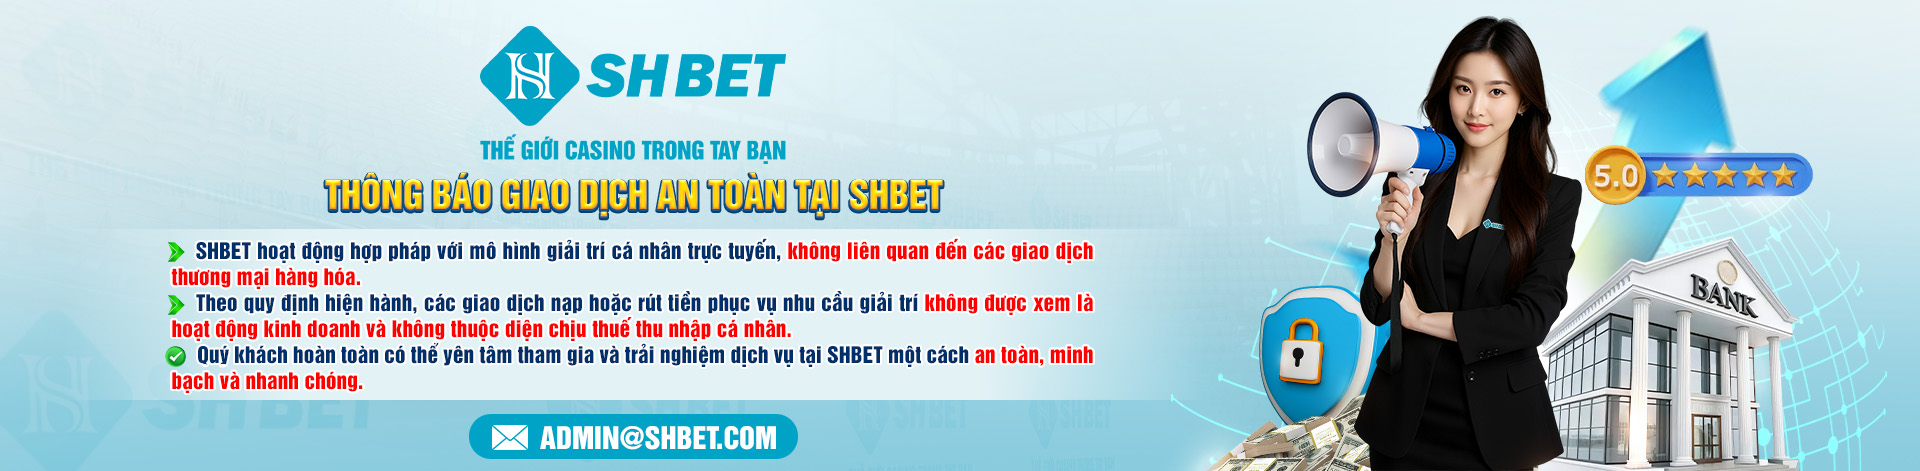 SHBET
THẾ GIỚI CASINO TRONG TAY BẠN
THÔNG BÁO GIAO DỊCH AN TOÀN TẠI SHBET
SHBET hoạt động hợp pháp với mô hình giải trí cá nhân trực tuyến, không liên quan đến các giao dịch
thương mại hàng hóa.
Theo quy định hiện hành, các giao dịch nạp hoặc rút tiền phục vụ nhu cầu giải trí không được xem là
hoạt động kinh doanh và không thuộc diện chịu thuế thu nhập cá nhân.
Quý khách hoàn toàn có thể yên tâm tham gia và trải nghiệm dịch vụ tại SHBET một cách an toàn, minh
bạch và nhanh chóng.
ADMIN@SHBET.COM
5.0
BANK
SHBET
SHBET
SHBET